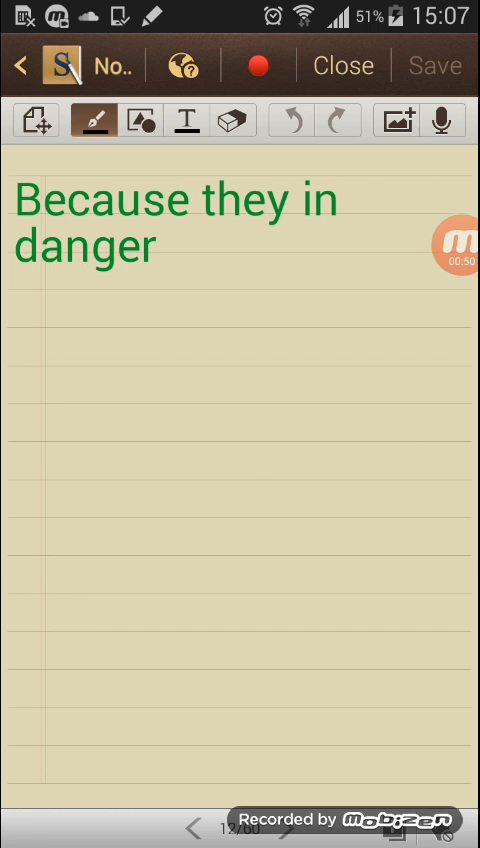 51% 15:07
S No.. Close Save
T
Because they in
danger
m
00:50
12/60
Recorded by Mobizen